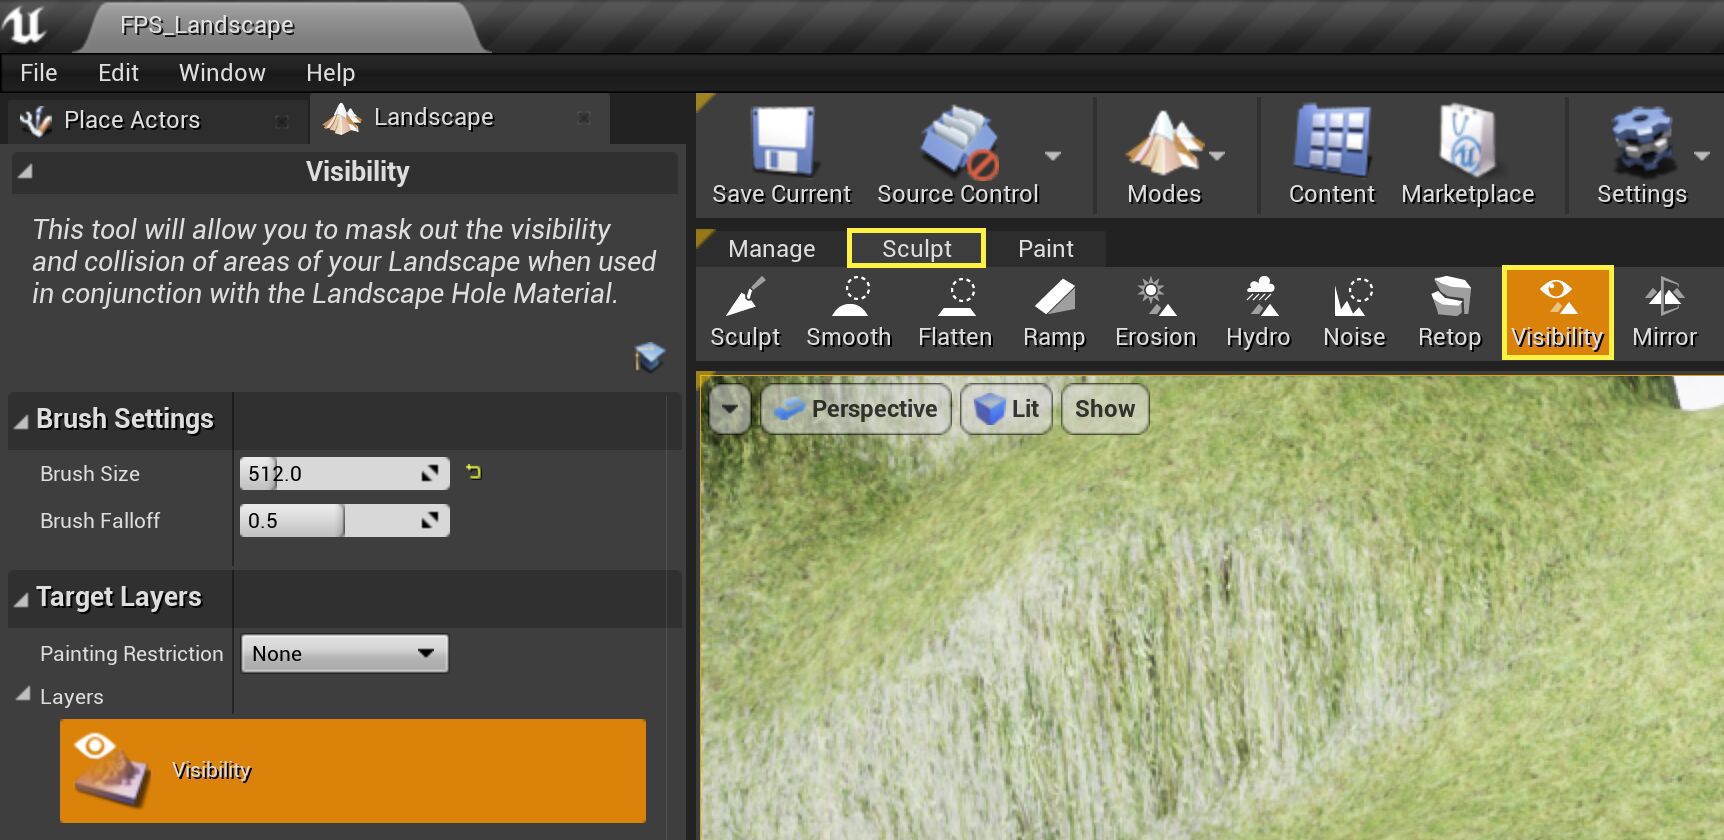 FPS_Landscape
File Edit Window Help
Place Actors
Landscape
Visibility
This tool will allow you to mask out the visibility
and collision of areas of your Landscape when used
in conjunction with the Landscape Hole Material.
Brush Settings
Brush Size 512.0
Brush Falloff 0.5
Target Layers
Painting Restriction None
Layers
Visibility
Save Current Source Control Modes Content Marketplace Settings
Manage Sculpt Paint
Sculpt Smooth Flatten Ramp Erosion Hydro Noise Retop Visibility Mirror
Perspective Lit Show